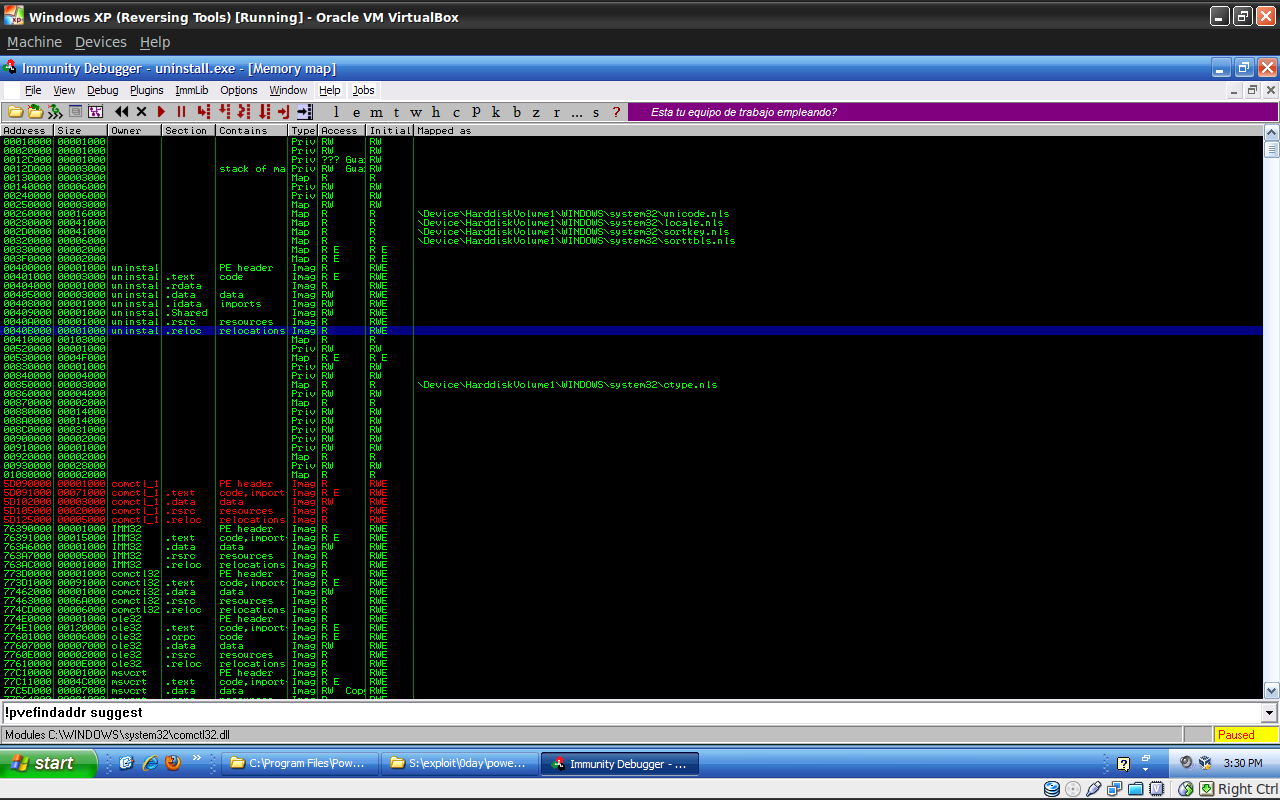 Windows XP (Reversing Tools) [Running] - Oracle VM VirtualBox
Machine Devices Help
Immunity Debugger - uninstall.exe - [Memory map]
File View Debug Plugins ImmLib Options Window Help Jobs
l e m t w h c P k b z r ... s ? Esta tu equipo de trabajo empleando?
Address Size Owner Section Contains Type Access Initial Mapped as
00010000 00001000 Priv RW RW
00020000 00001000 Priv RW RW
0012C000 00001000 Priv ??? Gua RW
0012D000 00003000 stack of ma Priv RW Gua RW
00130000 00003000 Map R R
00140000 00006000 Priv RW RW
00240000 00006000 Priv RW RW
00250000 00003000 Map RW RW
00260000 00016000 Map R R \Device\HarddiskVolume1\WINDOWS\system32\unicode.nls
00280000 00041000 Map R R \Device\HarddiskVolume1\WINDOWS\system32\locale.nls
002D0000 00041000 Map R R \Device\HarddiskVolume1\WINDOWS\system32\sortkey.nls
00320000 00006000 Map R R \Device\HarddiskVolume1\WINDOWS\system32\sorttbls.nls
00330000 00002000 Map R E R E
003F0000 00002000 Map R E R E
00400000 00001000 uninstal PE header Imag R RWE
00401000 00003000 uninstal .text code Imag R E RWE
00404000 00001000 uninstal .rdata Imag R RWE
00405000 00003000 uninstal .data data Imag RW RWE
00408000 00001000 uninstal .idata imports Imag RW RWE
00409000 00001000 uninstal .Shared Imag RW RWE
0040A000 00001000 uninstal .rsrc resources Imag R RWE
0040B000 00001000 uninstal .reloc relocations Imag R RWE
00410000 00103000 Map R R
00520000 00001000 Priv RW RW
00530000 0004F000 Map R E R E
00830000 00001000 Priv RW RW
00840000 00004000 Priv RW RW
00850000 00003000 Map R R \Device\HarddiskVolume1\WINDOWS\system32\ctype.nls
00860000 00004000 Priv RW RW
00870000 00002000 Map R R
00880000 00014000 Priv RW RW
008A0000 00014000 Priv RW RW
008C0000 00031000 Priv RW RW
00900000 00002000 Priv RW RW
00910000 00001000 Priv RW RW
00920000 00002000 Map R R
00930000 00028000 Priv RW RW
01080000 00002000 Map R R
5D090000 00001000 comctl_1 PE header Imag R RWE
5D091000 00071000 comctl_1 .text code,import Imag R E RWE
5D102000 00003000 comctl_1 .data data Imag RW RWE
5D105000 00020000 comctl_1 .rsrc resources Imag R RWE
5D125000 00005000 comctl_1 .reloc relocations Imag R RWE
76390000 00001000 IMM32 PE header Imag R RWE
76391000 00015000 IMM32 .text code,import Imag R E RWE
763A6000 00001000 IMM32 .data data Imag RW RWE
763A7000 00005000 IMM32 .rsrc resources Imag R RWE
763AC000 00001000 IMM32 .reloc relocations Imag R RWE
773D0000 00001000 comctl32 PE header Imag R RWE
773D1000 00091000 comctl32 .text code,import Imag R E RWE
77462000 00001000 comctl32 .data data Imag RW RWE
77463000 0006A000 comctl32 .rsrc resources Imag R RWE
774CD000 00006000 comctl32 .reloc relocations Imag R RWE
774E0000 00001000 ole32 PE header Imag R RWE
774E1000 00120000 ole32 .text code,import Imag R E RWE
77601000 00006000 ole32 .orpc code Imag R E RWE
77607000 00007000 ole32 .data data Imag RW RWE
7760E000 00002000 ole32 .rsrc resources Imag R RWE
77610000 0000E000 ole32 .reloc relocations Imag R RWE
77C10000 00001000 msvcrt PE header Imag R RWE
77C11000 0004C000 msvcrt .text code,import Imag R E RWE
77C5D000 00007000 msvcrt .data data Imag RW Cop RWE
!pvefindaddr suggest
Modules C:\WINDOWS\system32\comctl32.dll Paused
start » C:\Program Files\Pow... S:\exploit\0day\powe... Immunity Debugger - ... 3:30 PM
Right Ctrl